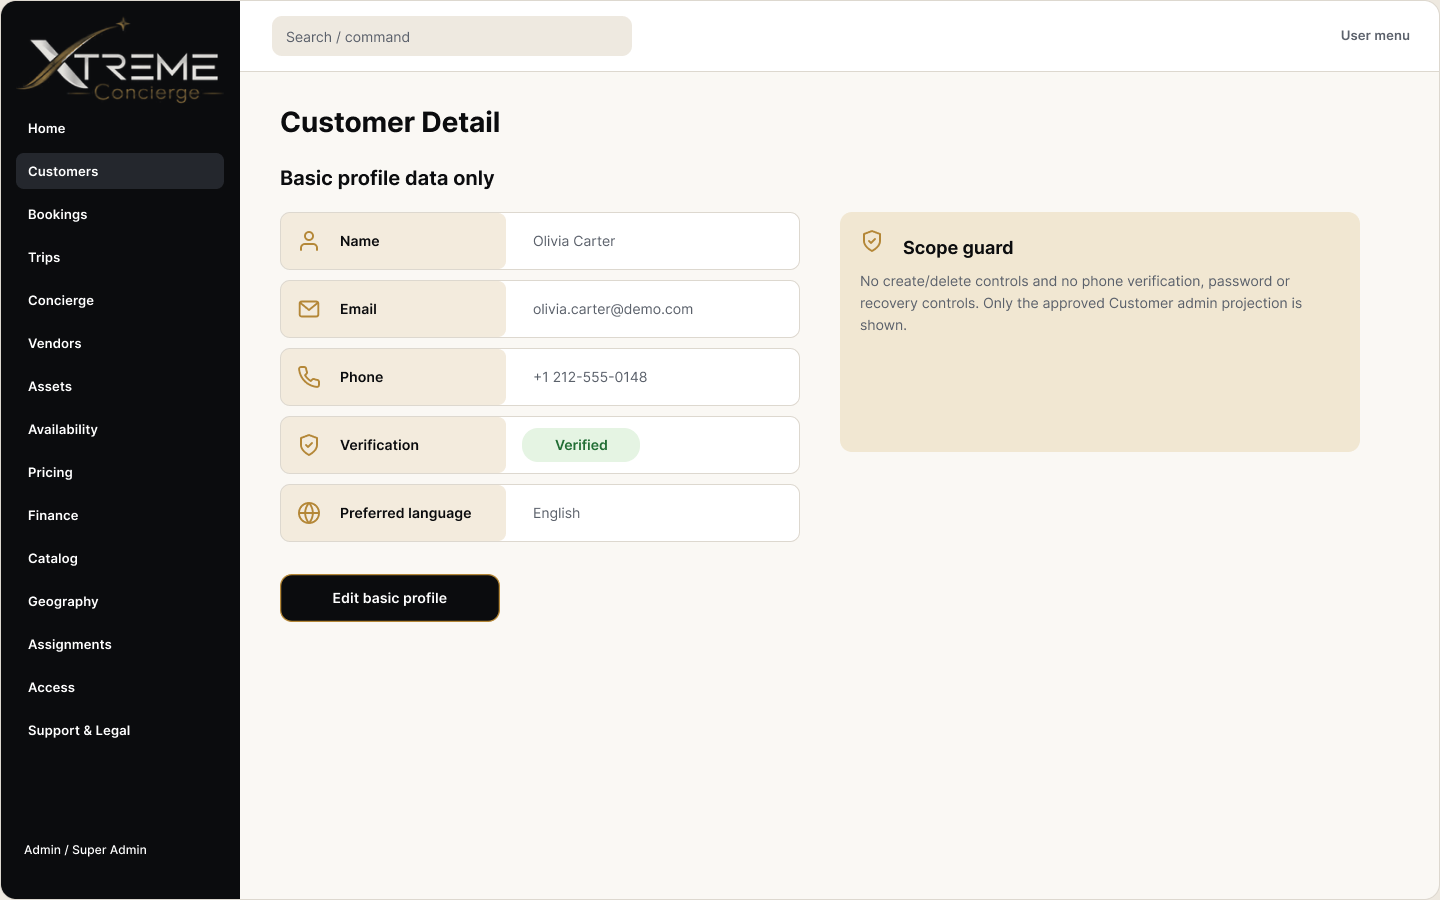 XTREME
Concierge
Home
Customers
Bookings
Trips
Concierge
Vendors
Assets
Availability
Pricing
Finance
Catalog
Geography
Assignments
Access
Support & Legal
Admin / Super Admin
Search / command
User menu
Customer Detail
Basic profile data only
Name
Olivia Carter
Email
olivia.carter@demo.com
Phone
+1 212-555-0148
Verification
Verified
Preferred language
English
Edit basic profile
Scope guard
No create/delete controls and no phone verification, password or
recovery controls. Only the approved Customer admin projection is
shown.